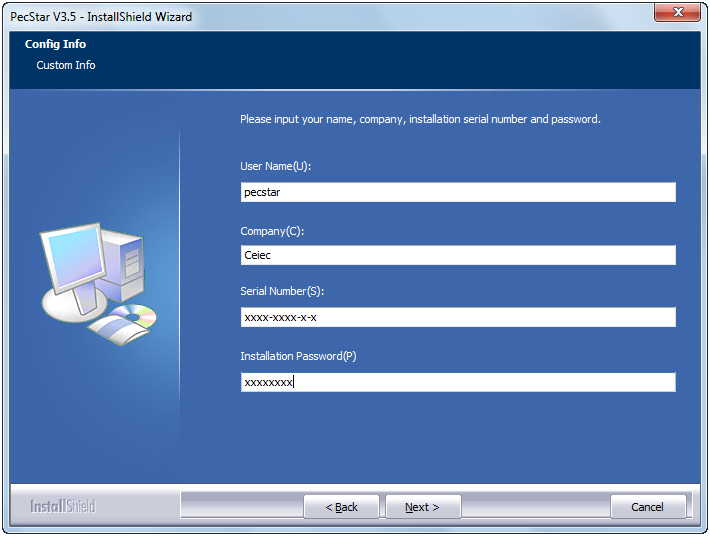 PecStar V3.5 - InstallShield Wizard
Config Info
Custom Info
Please input your name, company, installation serial number and password.
User Name(U):
pecstar
Company(C):
Ceiec
Serial Number(S):
xxxx-xxxx-x-x
Installation Password(P)
xxxxxxxx
InstallShield
< Back
Next >
Cancel